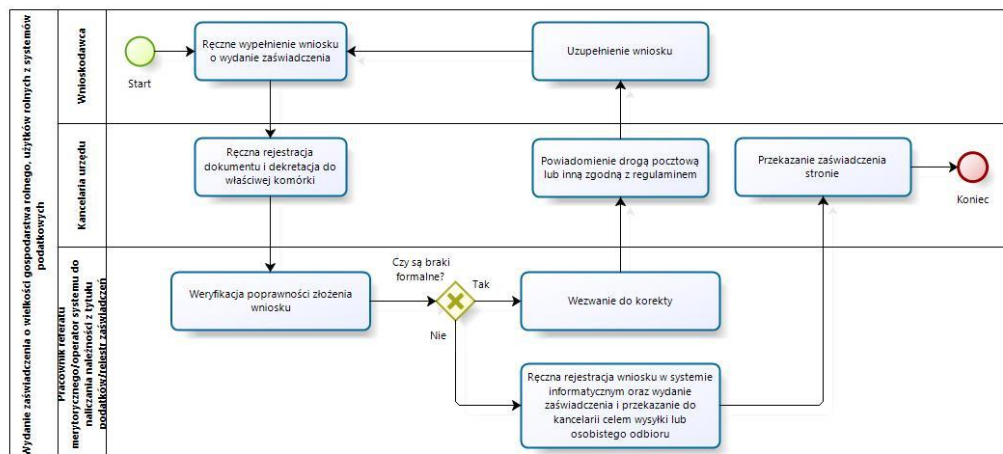 Wydanie zaświadczenia o wielkości gospodarstwa rolnego, użytków rolnych z systemów
podatkowych
Wnioskodawca
Start
Ręczne wypełnienie wniosku
o wydanie zaświadczenia
Uzupełnienie wniosku
Kancelaria urzędu
Ręczna rejestracja
dokumentu i dekretacja do
właściwej komórki
Powiadomienie drogą pocztową
lub inną zgodną z regulaminem
Przekazanie zaświadczenia
stronie
Koniec
Pracownik referatu
merytorycznego/operator systemu do
naliczania należności z tytułu
podatków/rejestr zaświadczeń
Weryfikacja poprawności złożenia
wniosku
Czy są braki
formalne?
Tak
Nie
Wezwanie do korekty
Ręczna rejestracja wniosku w systemie
informatycznym oraz wydanie
zaświadczenia i przekazanie do
kancelarii celem wysyłki lub
osobistego odbioru